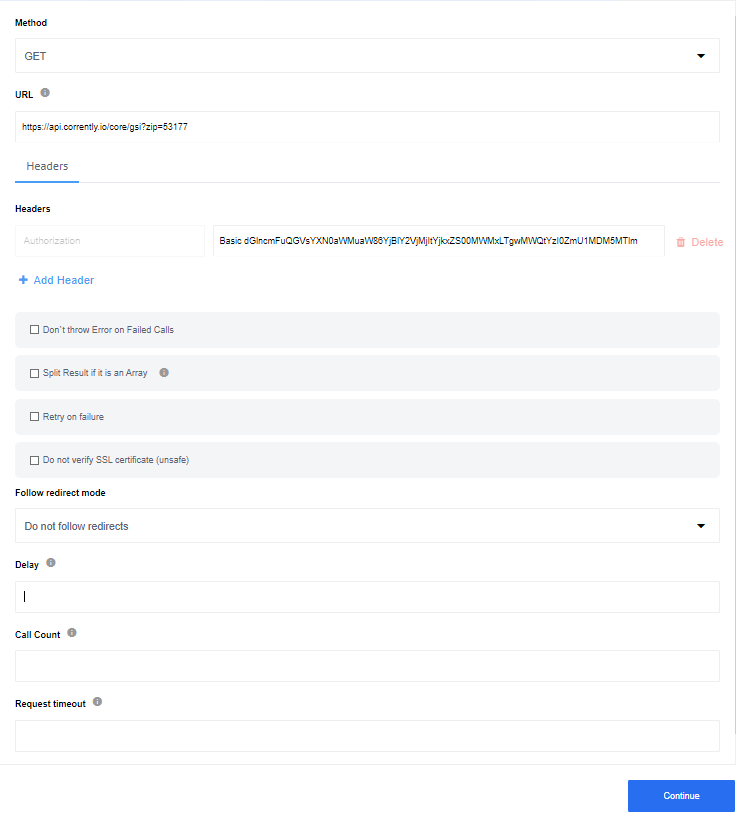 Method
GET
URL
https://api.corrently.io/core/gsi?zip=53177
Headers
Headers
Authorization
Delete
+ Add Header
Don't throw Error on Failed Calls
Split Result if it is an Array
Retry on failure
Do not verify SSL certificate (unsafe)
Follow redirect mode
Do not follow redirects
Delay
Call Count
Request timeout
Continue